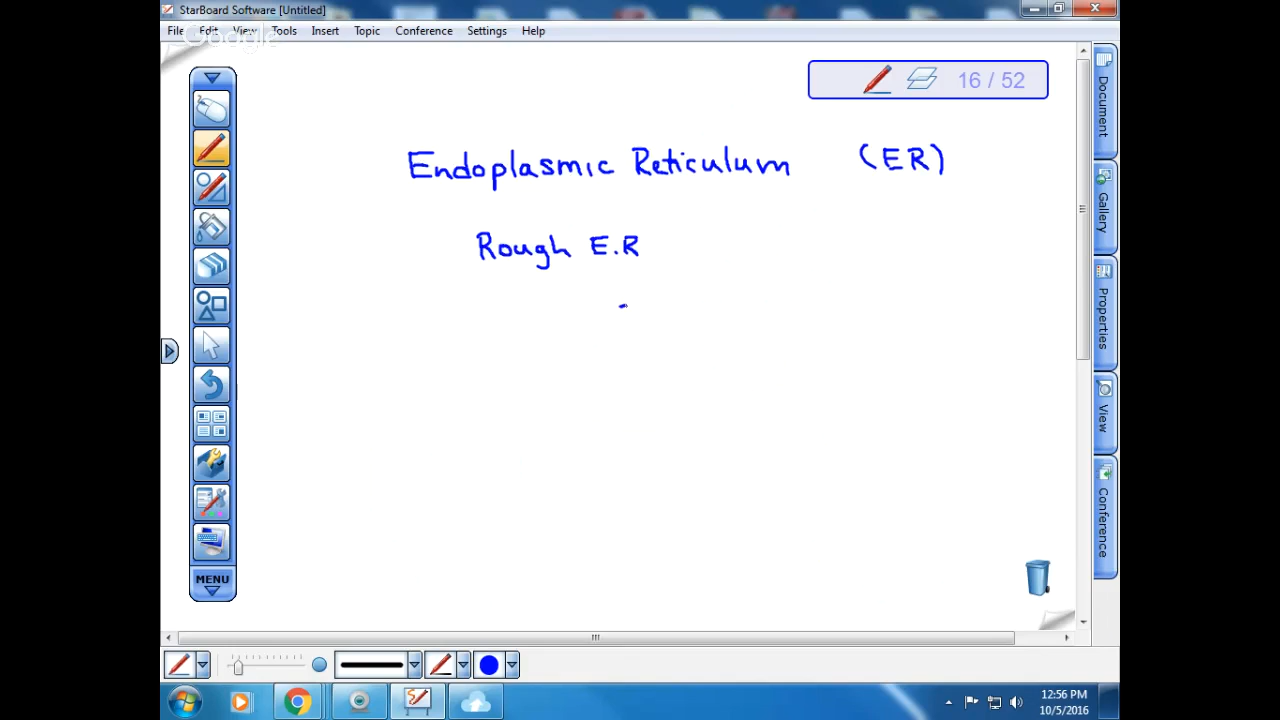 StarBoard Software [Untitled]
File Edit View Tools Insert Topic Conference Settings Help
Google
16 / 52
Endoplasmic Reticulum (ER)
Rough E.R
Document
Gallery
Properties
View
Conference
MENU
12:56 PM
10/5/2016